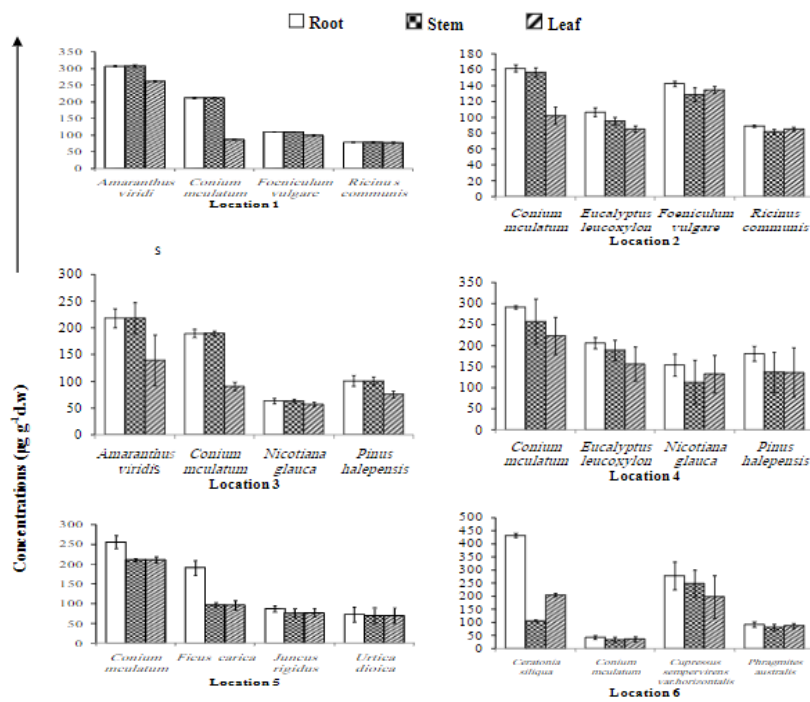 Root Stem Leaf
Concentrations (µg g⁻¹d.w)
350
300
250
200
150
100
50
0
Amaranthus viridi
Conium mculatum
Foeniculum vulgare
Ricinus communis
Location 1
s
180
160
140
120
100
80
60
40
20
0
Conium mculatum
Eucalyptus leucoxylon
Foeniculum vulgare
Ricinus communis
Location 2
300
250
200
150
100
50
0
Amaranthus viridis
Conium mculatum
Nicotiana glauca
Pinus halepensis
Location 3
350
300
250
200
150
100
50
0
Conium mculatum
Eucalyptus leucoxylon
Nicotiana glauca
Pinus halepensis
Location 4
300
250
200
150
100
50
0
Conium mculatum
Ficus carica
Juncus rigidus
Urtica dioica
Location 5
500
450
400
350
300
250
200
150
100
50
0
Ceratonia siliqua
Conium mculatum
Cupressus sempervirens var.horizontalis
Phragmites australis
Location 6